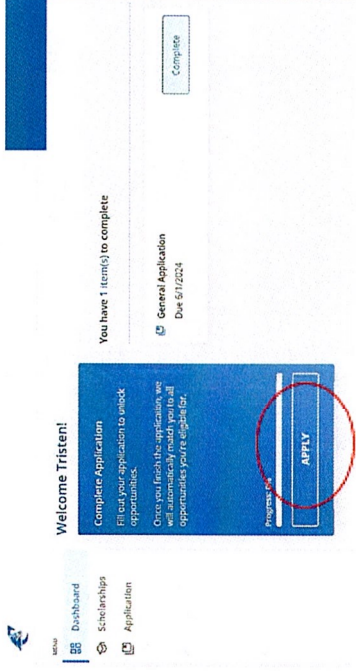 MENU
Dashboard
Scholarships
Application
Welcome Tristen!
Complete Application
Fill out your application to unlock
opportunities.
Once you finish the application, we
will automatically match you to all
opportunities you're eligible for.
Progress:
APPLY
You have 1 item(s) to complete
General Application
Due 6/1/2024
Complete